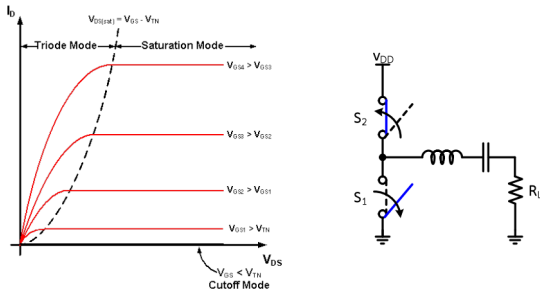 I_D
V_DS(sat) = V_GS - V_TN
Triode Mode
Saturation Mode
V_GS4 > V_GS3
V_GS3 > V_GS2
V_GS2 > V_GS1
V_GS1 > V_TN
V_DS
V_GS < V_TN
Cutoff Mode
V_DD
S_2
S_1
R_L